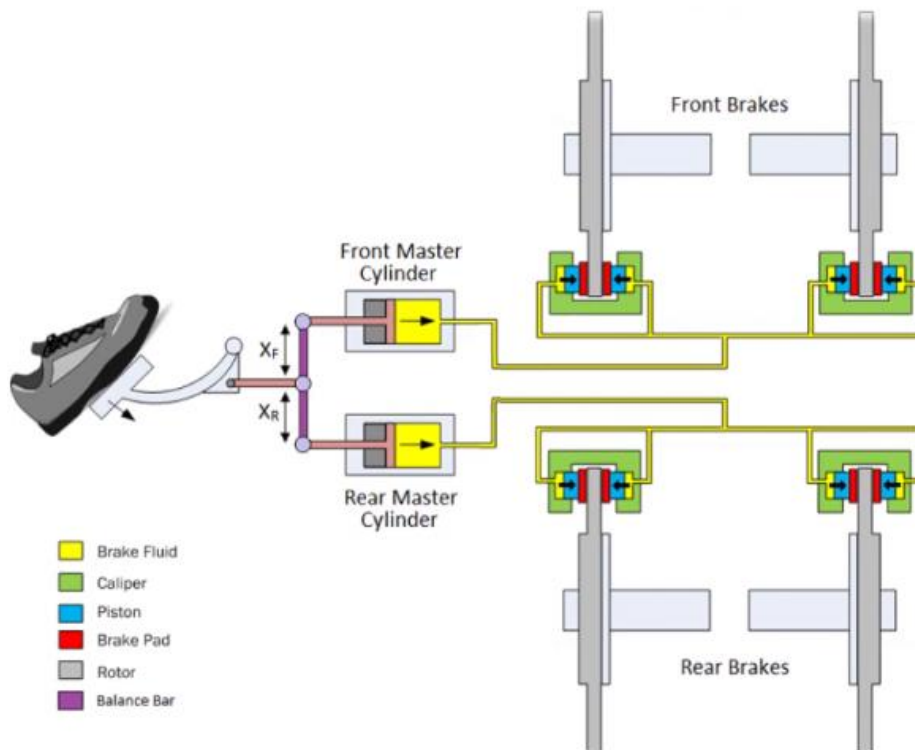 Front Brakes
Front Master
Cylinder
XF
XR
Rear Master
Cylinder
Brake Fluid
Caliper
Piston
Brake Pad
Rotor
Balance Bar
Rear Brakes